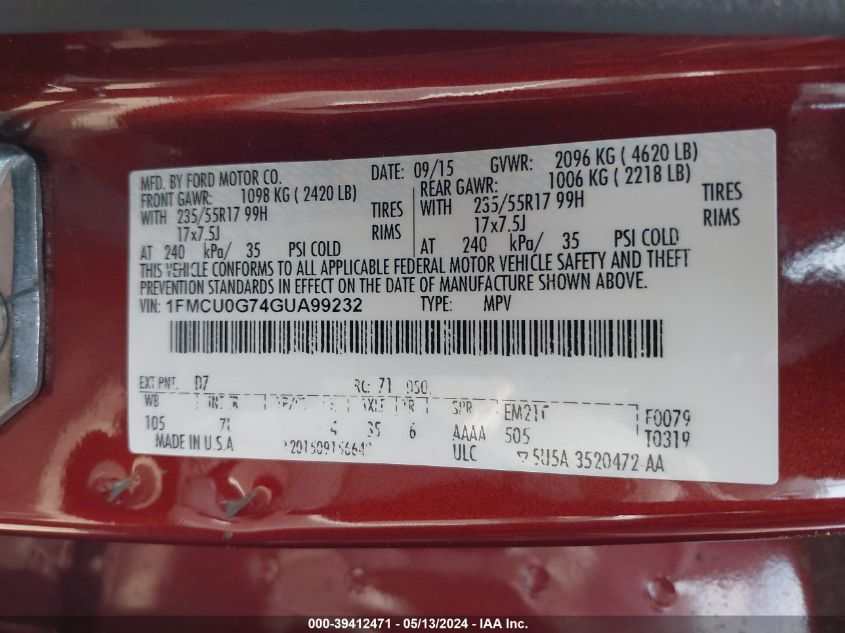 MFD. BY FORD MOTOR CO. DATE: 09/15 GVWR: 2096 KG ( 4620 LB)
FRONT GAWR: 1098 KG ( 2420 LB) REAR GAWR: 1006 KG ( 2218 LB)
WITH 235/55R17 99H TIRES WITH 235/55R17 99H TIRES
17x7.5J RIMS 17x7.5J RIMS
AT 240 kPa/ 35 PSI COLD AT 240 kPa/ 35 PSI COLD
THIS VEHICLE CONFORMS TO ALL APPLICABLE FEDERAL MOTOR VEHICLE SAFETY AND THEFT
PREVENTION STANDARDS IN EFFECT ON THE DATE OF MANUFACTURE SHOWN ABOVE.
VIN: 1FMCU0G74GUA99232 TYPE: MPV
EXT PNT: RC: 71
WB SPR F0079
105 4 35 6 AAAA 505 T0319
MADE IN U.S.A. ULC 5U5A 3520472 AA
000-39412471 - 05/13/2024 - IAA Inc.